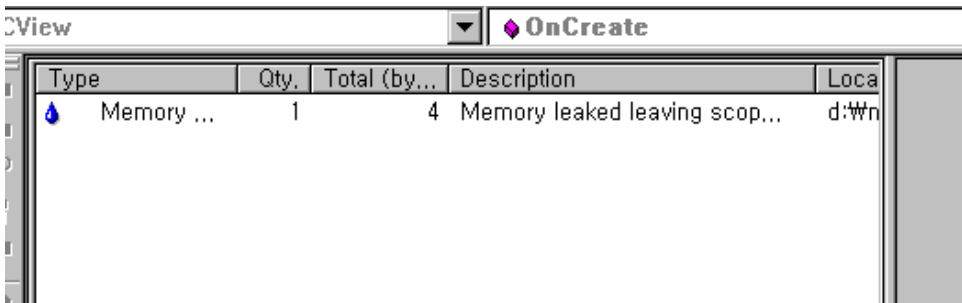 CView OnCreate
Type Qty. Total (by... Description Loca
Memory ... 1 4 Memory leaked leaving scop... d:₩n